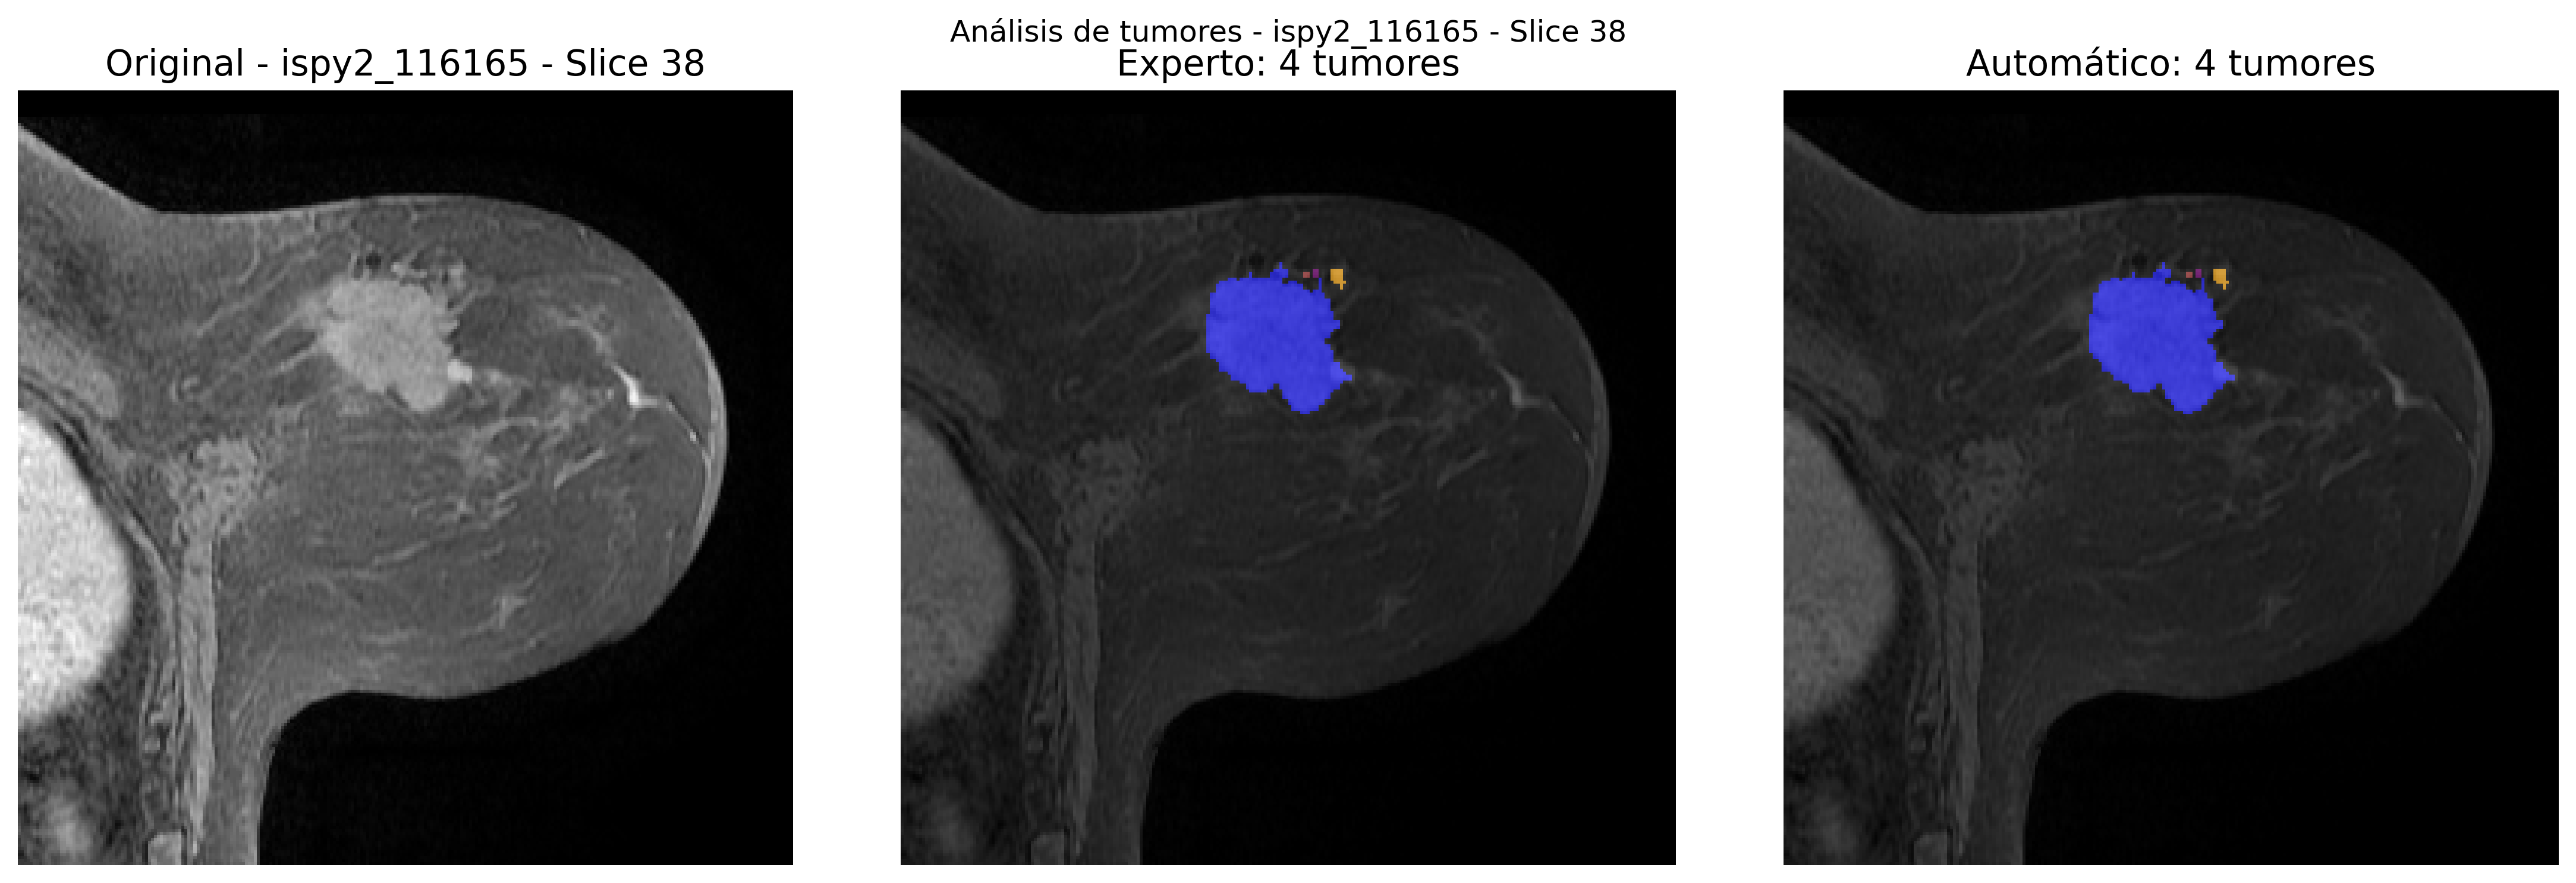 Análisis de tumores - ispy2_116165 - Slice 38
Original - ispy2_116165 - Slice 38
Experto: 4 tumores
Automático: 4 tumores